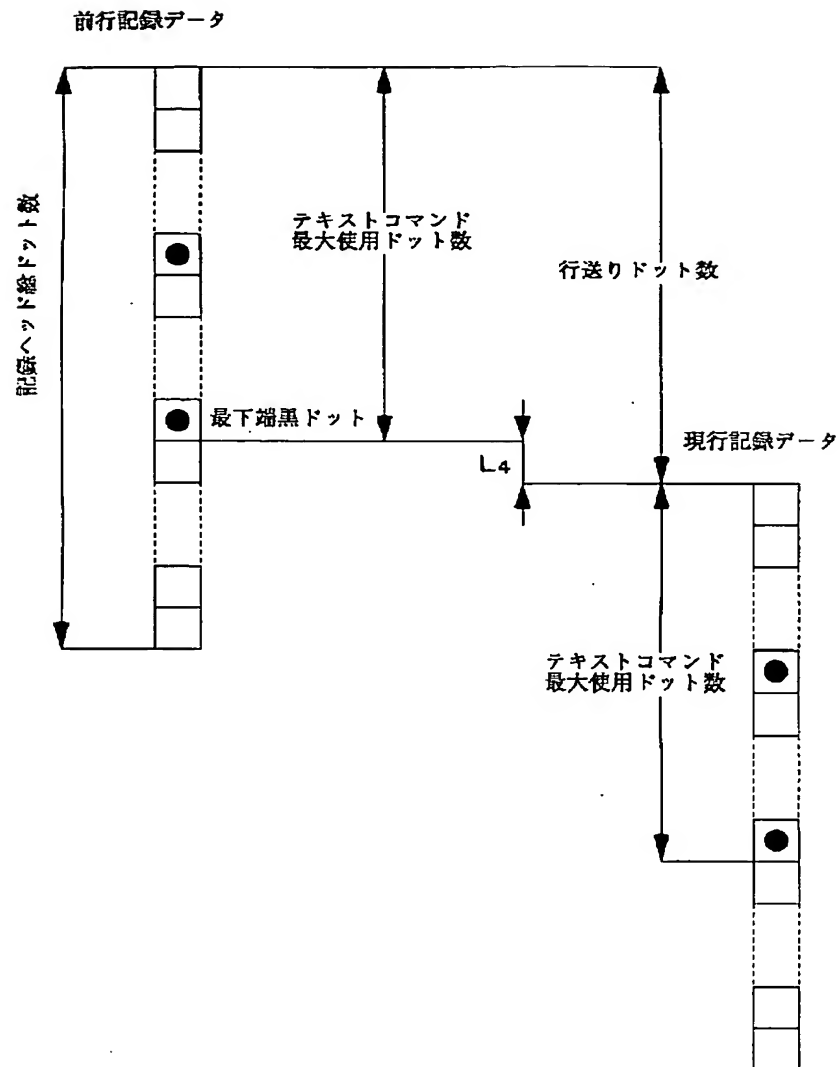 前行記録データ
記録ヘッド総ドット数
テキストコマンド
最大使用ドット数
行送りドット数
最下端黒ドット
L4
現行記録データ
テキストコマンド
最大使用ドット数